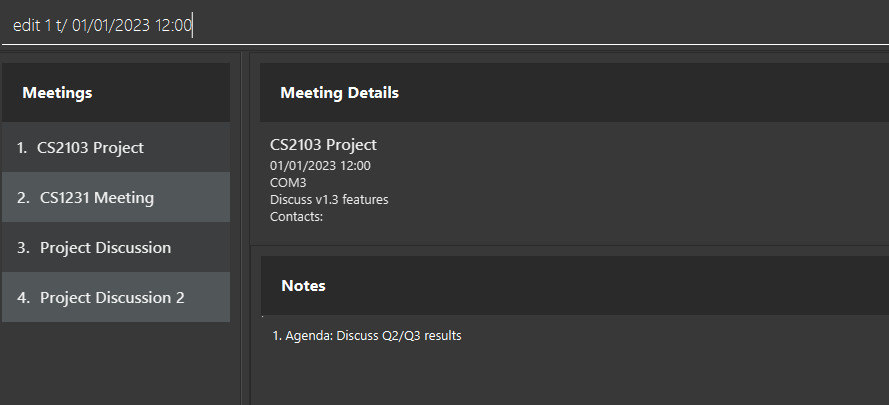 edit 1 t/ 01/01/2023 12:00
Meetings
1. CS2103 Project
2. CS1231 Meeting
3. Project Discussion
4. Project Discussion 2
Meeting Details
CS2103 Project
01/01/2023 12:00
COM3
Discuss v1.3 features
Contacts:
Notes
1. Agenda: Discuss Q2/Q3 results